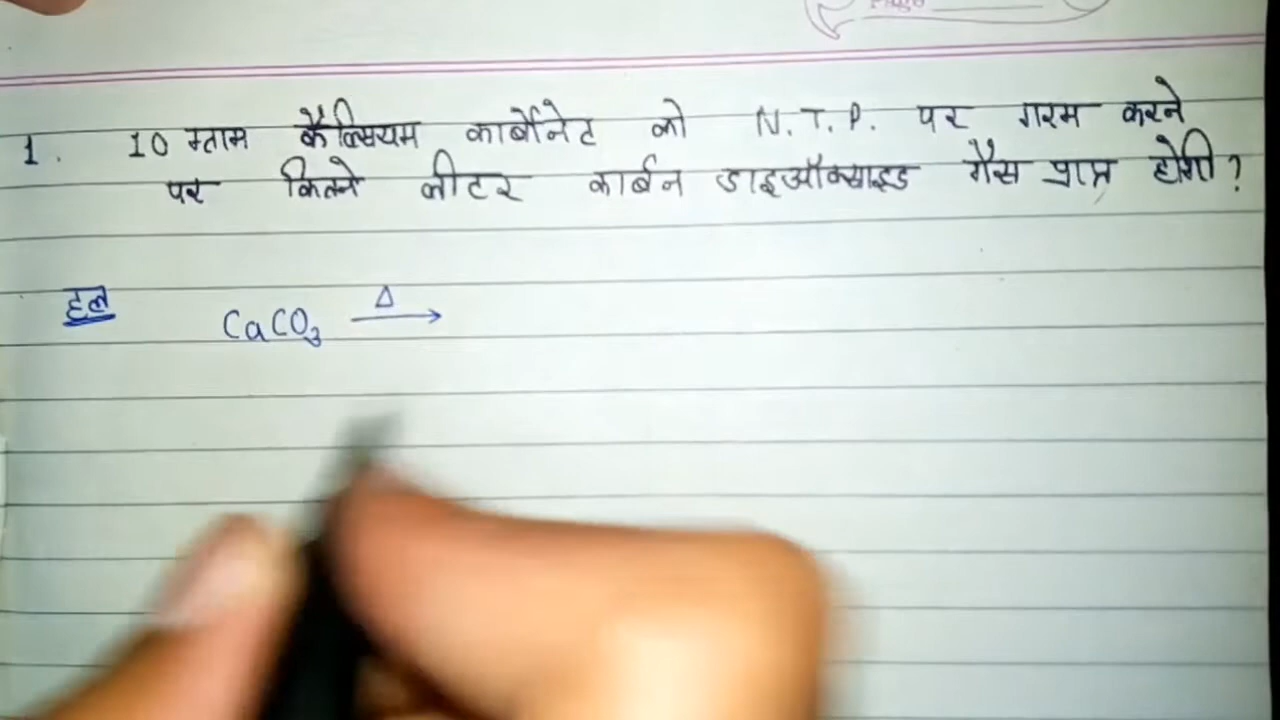 1. 10 ग्राम कैल्सियम कार्बोनेट को N.T.P. पर गरम करने
पर कितने लीटर कार्बन डाइऑक्साइड गैस प्राप्त होगी?
हल CaCO₃ Δ →